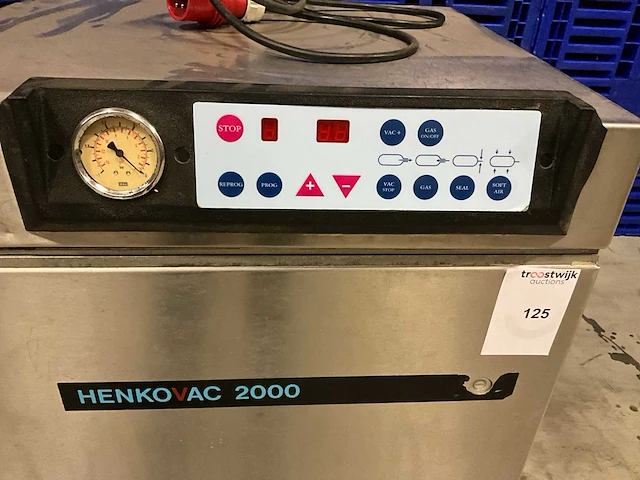 STOP
VAC+
GAS
ON/OFF
REPROG
PROG
+
−
VAC
STOP
GAS
SEAL
SOFT
AIR
troostwijk
auctions
125
HENKOVAC 2000